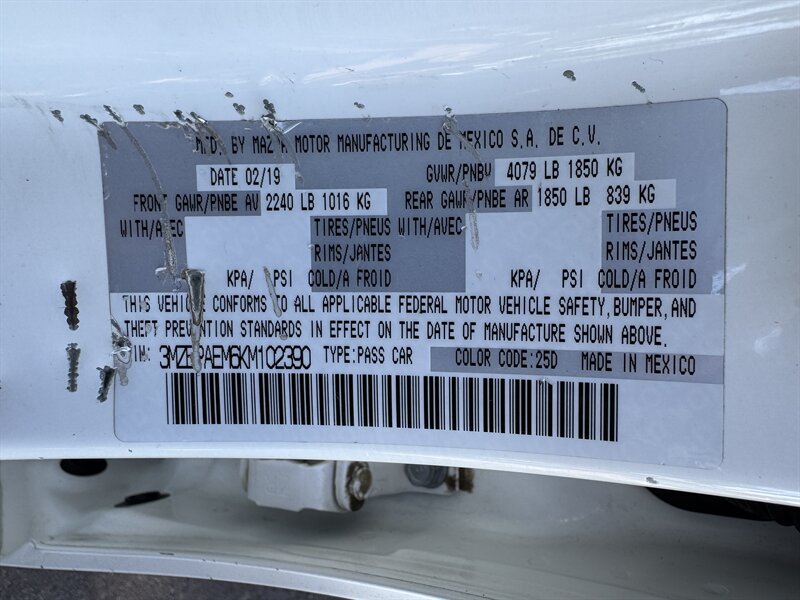 MFD. BY MAZDA MOTOR MANUFACTURING DE MEXICO S.A. DE C.V.
DATE 02/19 GVWR/PNBV 4079 LB 1850 KG
FRONT GAWR/PNBE AV 2240 LB 1016 KG REAR GAWR/PNBE AR 1850 LB 839 KG
WITH/AVEC TIRES/PNEUS WITH/AVEC TIRES/PNEUS
RIMS/JANTES RIMS/JANTES
KPA/ PSI COLD/A FROID KPA/ PSI COLD/A FROID
THIS VEHICLE CONFORMS TO ALL APPLICABLE FEDERAL MOTOR VEHICLE SAFETY, BUMPER, AND
THEFT PREVENTION STANDARDS IN EFFECT ON THE DATE OF MANUFACTURE SHOWN ABOVE.
TYPE:PASS CAR COLOR CODE:25D MADE IN MEXICO